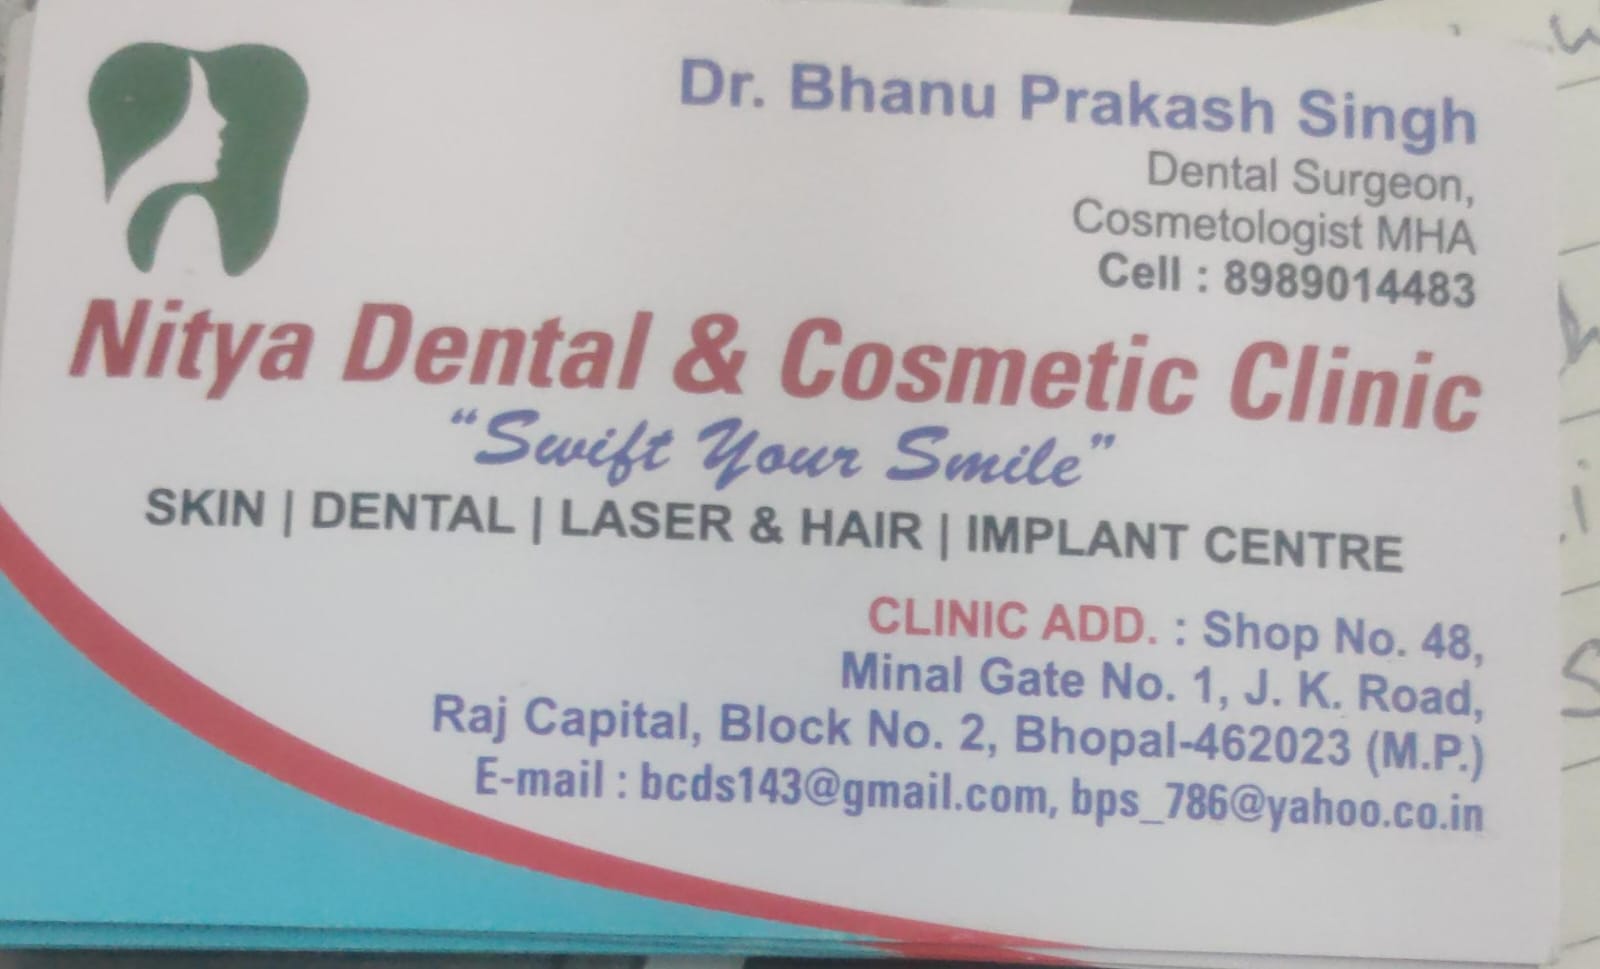 Dr. Bhanu Prakash Singh
Dental Surgeon,
Cosmetologist MHA
Cell : 8989014483
Nitya Dental & Cosmetic Clinic
“Swift Your Smile”
SKIN | DENTAL | LASER & HAIR | IMPLANT CENTRE
CLINIC ADD. : Shop No. 48,
Minal Gate No. 1, J. K. Road,
Raj Capital, Block No. 2, Bhopal-462023 (M.P.)
E-mail : bcds143@gmail.com, bps_786@yahoo.co.in